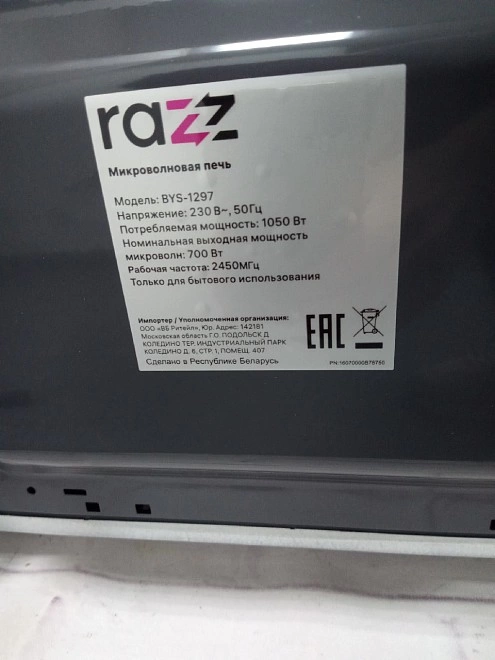 razz
Микроволновая печь
Модель: BYS-1297
Напряжение: 230 В~, 50Гц
Потребляемая мощность: 1050 Вт
Номинальная выходная мощность
микроволн: 700 Вт
Рабочая частота: 2450МГц
Только для бытового использования
Импортер / Уполномоченная организация:
ООО «ВБ Ритейл», Юр. Адрес: 142181
Московская область Г.О. ПОДОЛЬСК Д
КОЛЕДИНО ТЕР. ИНДУСТРИАЛЬНЫЙ ПАРК
КОЛЕДИНО Д. 6, СТР. 1, ПОМЕЩ. 407
Сделано в Республике Беларусь
EAC